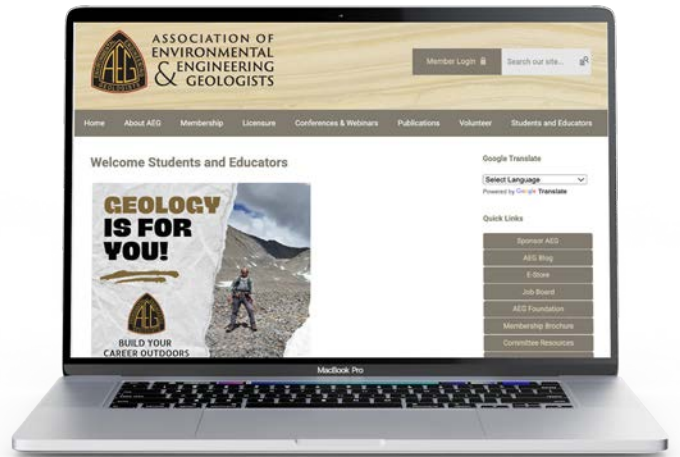 ASSOCIATION OF
ENVIRONMENTAL
& ENGINEERING
GEOLOGISTS
AEG
Member Login
Search our site...
Home About AEG Membership Licensure Conferences & Webinars Publications Volunteer Students and Educators
Welcome Students and Educators
GEOLOGY
IS FOR
YOU!
AEG
BUILD YOUR
CAREER OUTDOORS
Google Translate
Select Language
Powered by Google Translate
Quick Links
Sponsor AEG
AEG Blog
E-Store
Job Board
AEG Foundation
Membership Brochure
Committee Resources
MacBook Pro